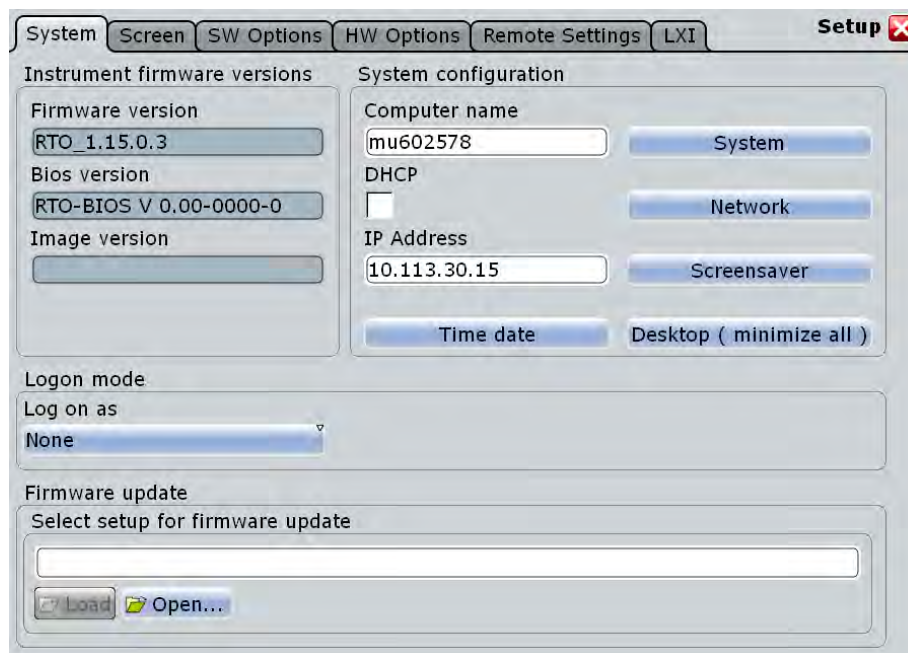 System Screen SW Options HW Options Remote Settings LXI Setup
Instrument firmware versions
Firmware version
RTO_1.15.0.3
Bios version
RTO-BIOS V 0.00-0000-0
Image version
System configuration
Computer name
mu602578
System
DHCP
Network
IP Address
10.113.30.15
Screensaver
Time date
Desktop ( minimize all )
Logon mode
Log on as
None
Firmware update
Select setup for firmware update
Load
Open...